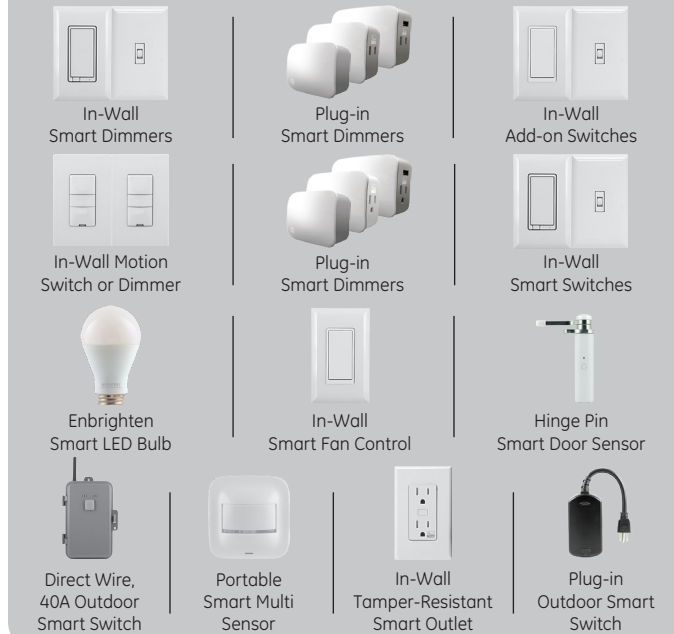 In-Wall
Smart Dimmers
Plug-in
Smart Dimmers
In-Wall
Add-on Switches
In-Wall Motion
Switch or Dimmer
Plug-in
Smart Dimmers
In-Wall
Smart Switches
Enbrighten
Smart LED Bulb
In-Wall
Smart Fan Control
Hinge Pin
Smart Door Sensor
Direct Wire,
40A Outdoor
Smart Switch
Portable
Smart Multi
Sensor
In-Wall
Tamper-Resistant
Smart Outlet
Plug-in
Outdoor Smart
Switch